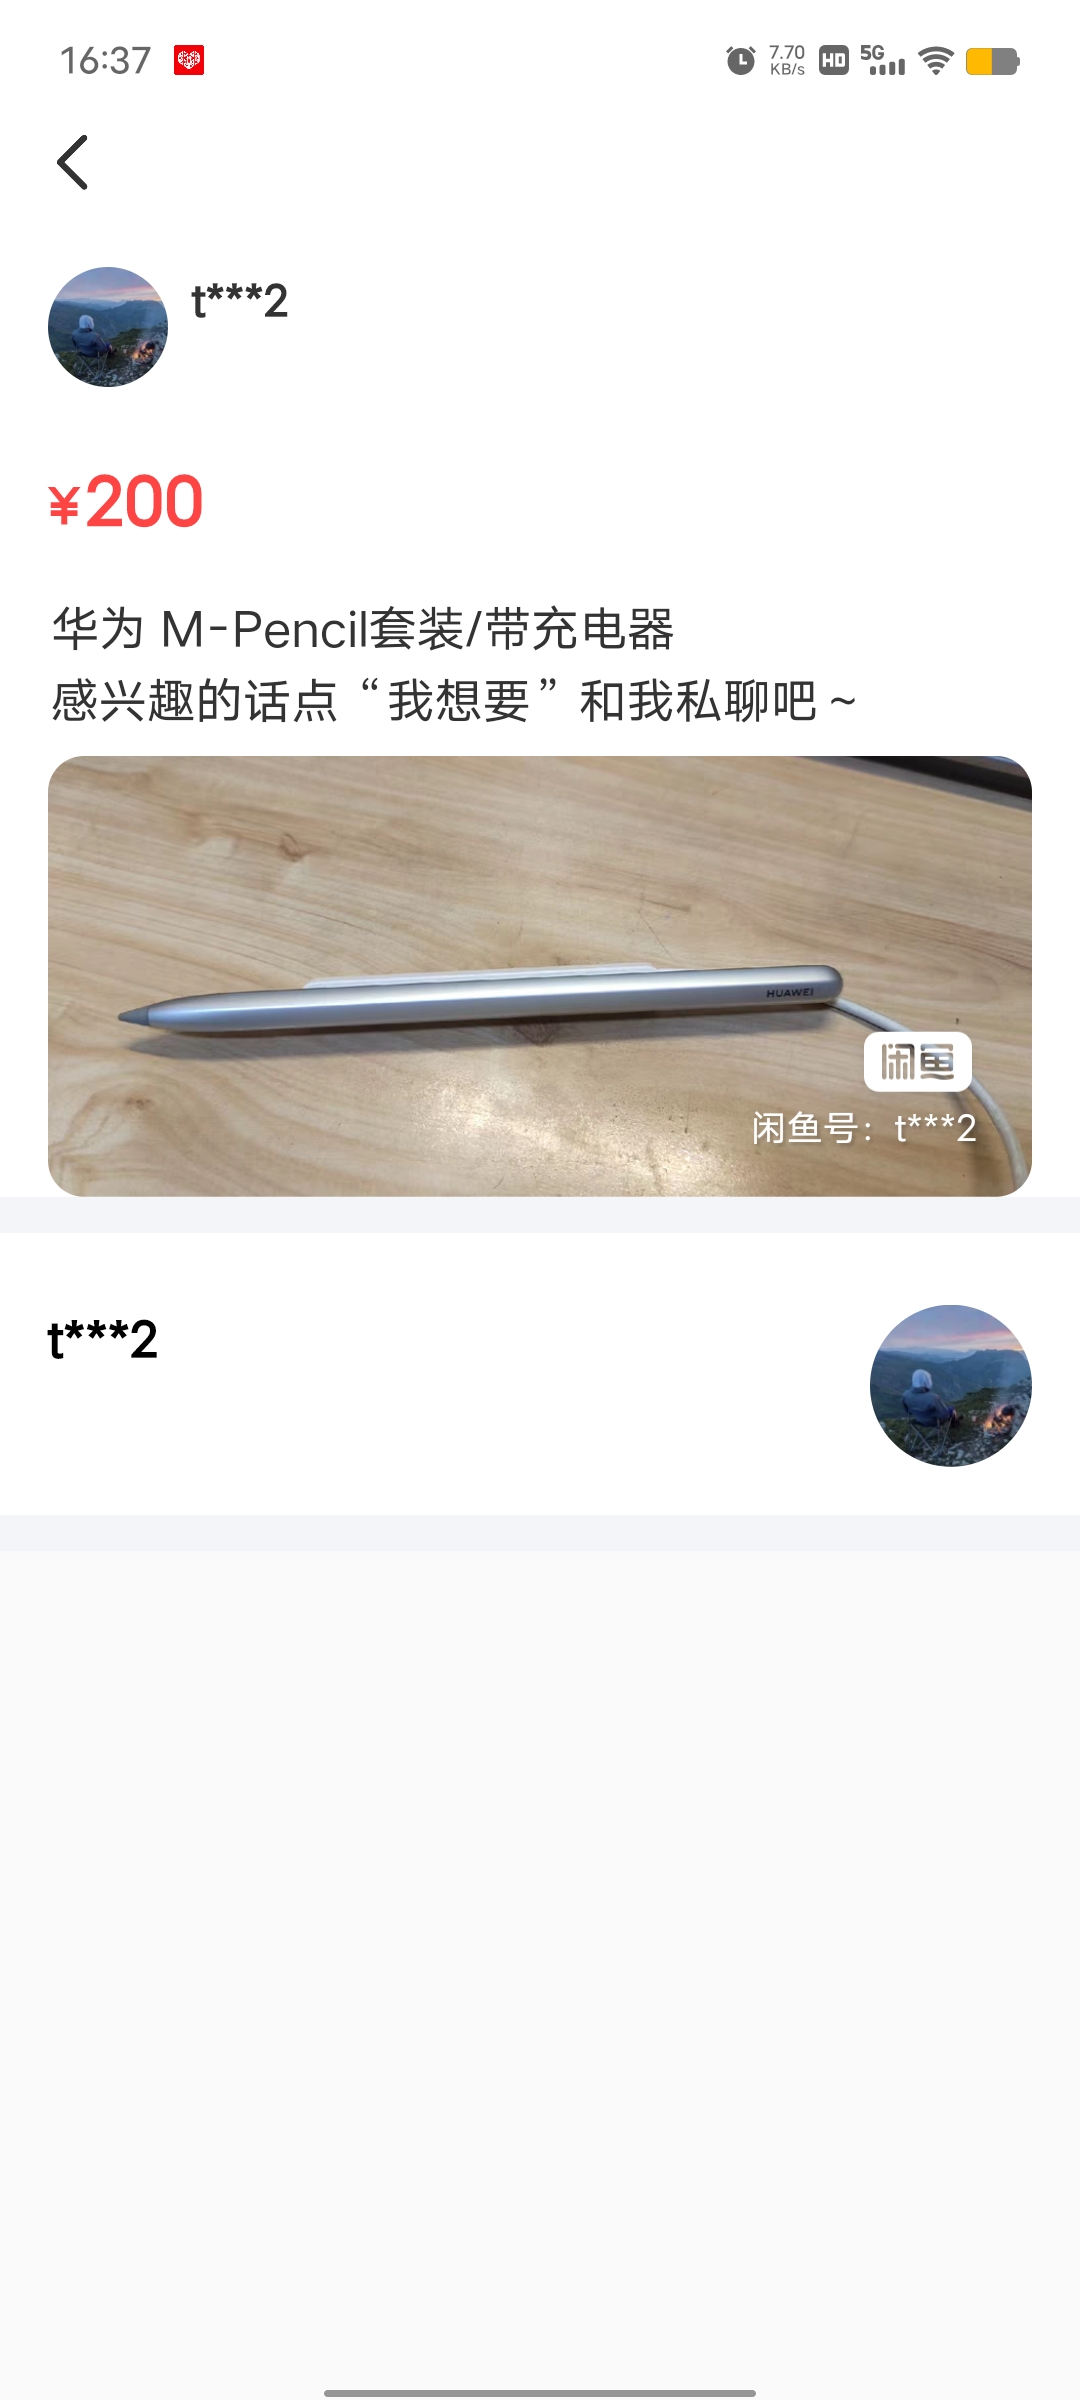 16:37
7.70
KB/s
HD
5G
t***2
¥200
华为 M-Pencil套装/带充电器
感兴趣的话点“我想要”和我私聊吧~
HUAWEI
闲鱼
闲鱼号：t***2
t***2